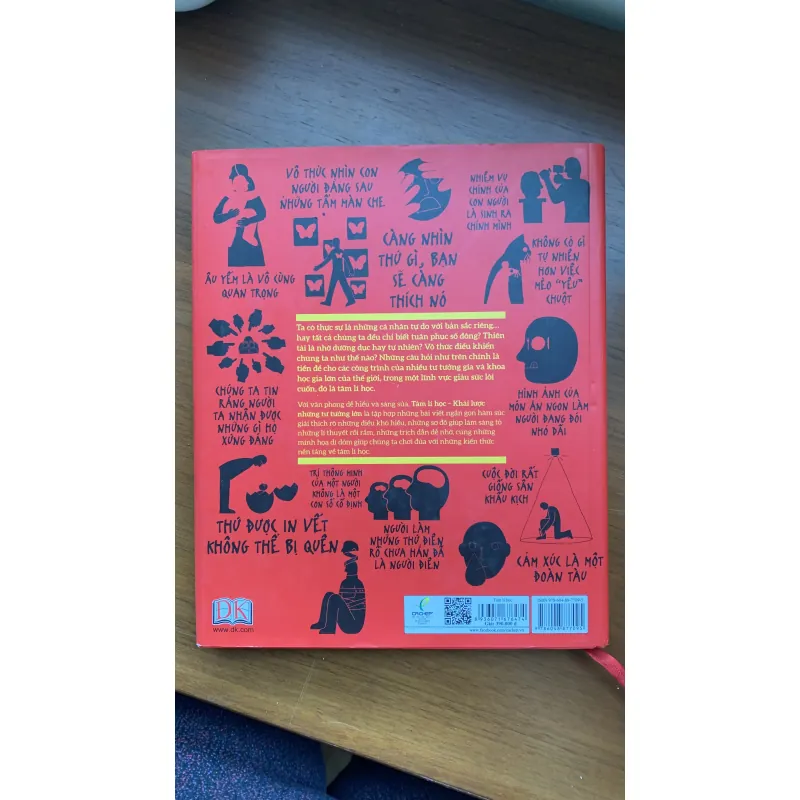 VÔ THỨC NHÌN CON
NGƯỜI ĐẰNG SAU
NHỮNG TẤM MÀN CHE.
NHIỆM VỤ
CHÍNH CỦA
CON NGƯỜI
LÀ SINH RA
CHÍNH MÌNH
ÂU YẾM LÀ VÔ CÙNG
QUAN TRỌNG
CÀNG NHÌN
THỨ GÌ, BẠN
SẼ CÀNG
THÍCH NÓ
KHÔNG CÓ GÌ
TỰ NHIÊN
HƠN VIỆC
MÈO "YÊU"
CHUỘT
Ta có thực sự là những cá nhân tự do với bản sắc riêng...
hay tất cả chúng ta đều chỉ biết tuân phục số đông? Thiên
tài là nhờ dưỡng dục hay tự nhiên? Vô thức điều khiển
chúng ta như thế nào? Những câu hỏi như trên chính là
tiền đề cho các công trình của nhiều tư tưởng gia và khoa
học gia lớn của thế giới, trong một lĩnh vực giàu sức lôi
cuốn, đó là tâm lí học.
Với văn phong dễ hiểu và sáng sủa, Tâm lí học – Khái lược
những tư tưởng lớn là tập hợp những bài viết ngắn gọn hàm súc
giải thích rõ những điều khó hiểu, những sơ đồ giúp làm sáng tỏ
những lí thuyết rối rắm, những trích dẫn dễ nhớ, cùng những
minh họa dí dỏm giúp chúng ta chơi đùa với những kiến thức
nền tảng về tâm lí học.
CHÚNG TA TIN
RẰNG NGƯỜI
TA NHẬN ĐƯỢC
NHỮNG GÌ HỌ
XỨNG ĐÁNG
HÌNH ẢNH CỦA
MÓN ĂN NGON LÀM
NGƯỜI ĐANG ĐÓI
NHỎ DÃI
TRÍ THÔNG MINH
CỦA MỘT NGƯỜI
KHÔNG LÀ MỘT
CON SỐ CỐ ĐỊNH
CUỘC ĐỜI RẤT
GIỐNG SÂN
KHẤU KỊCH
THỨ ĐƯỢC IN VẾT
KHÔNG THỂ BỊ QUÊN
NGƯỜI LÀM
NHỮNG THỨ ĐIÊN
RỒ CHƯA HẲN ĐÃ
LÀ NGƯỜI ĐIÊN
CẢM XÚC LÀ MỘT
ĐOÀN TÀU
DK
www.dk.com